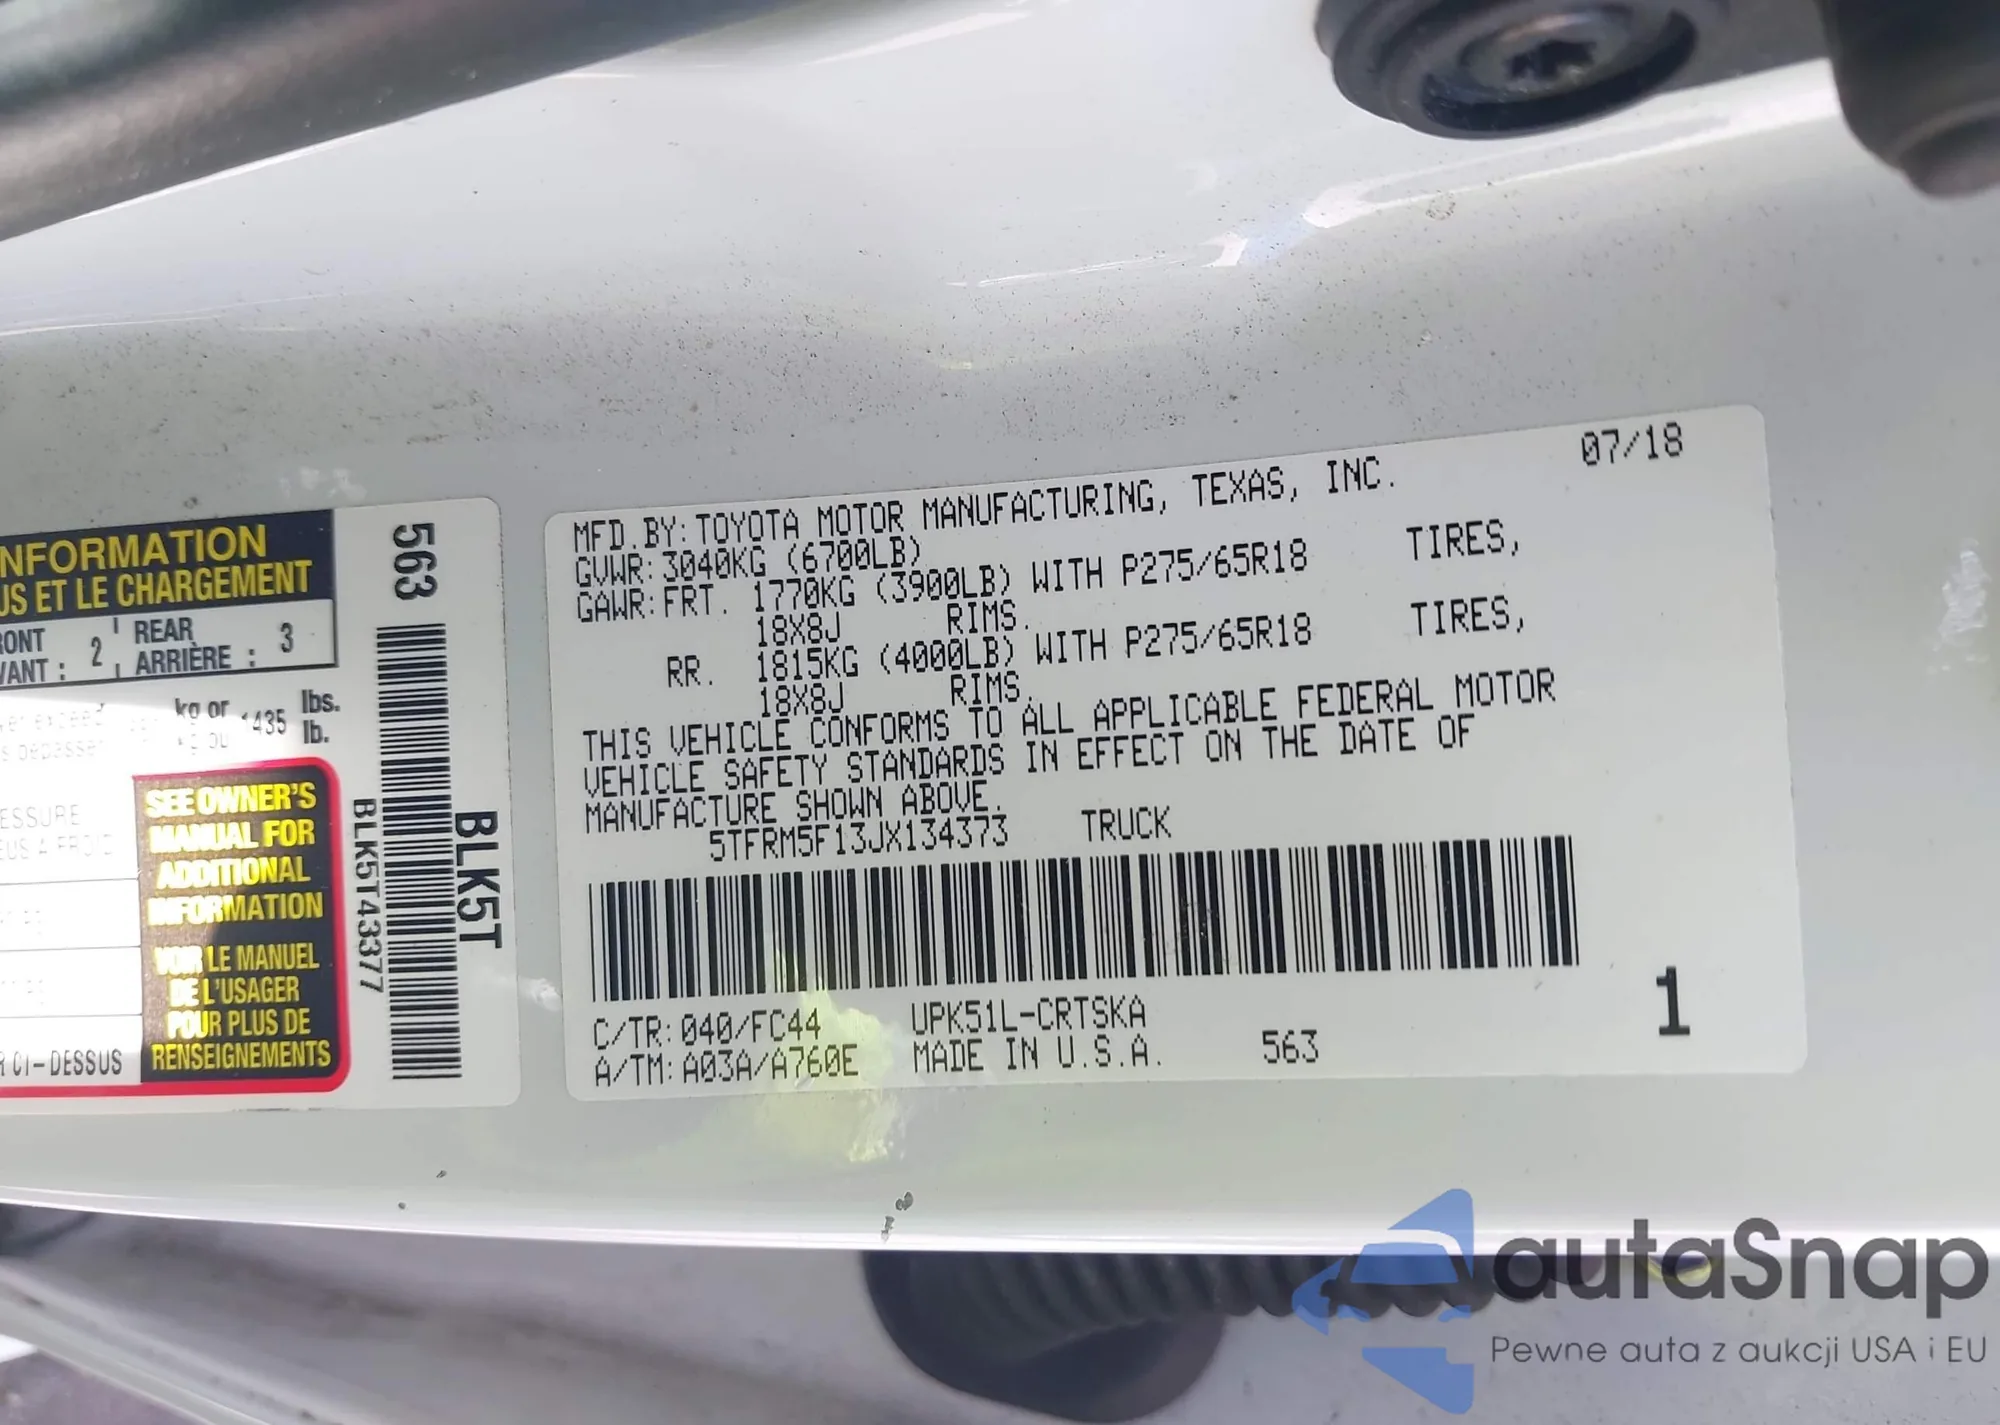 NFORMATION
US ET LE CHARGEMENT
RONT
VANT : 2
REAR
ARRIÈRE : 3
kg or
1435
lbs.
lb.
ESSURE
SEE OWNER'S
MANUAL FOR
ADDITIONAL
INFORMATION
VOIR LE MANUEL
DE L'USAGER
POUR PLUS DE
RENSEIGNEMENTS
R CI-DESSUS
563
BLK5T43377
BLK5T
07/18
MFD.BY:TOYOTA MOTOR MANUFACTURING, TEXAS, INC.
GVWR:3040KG (6700LB)
GAWR:FRT. 1770KG (3900LB) WITH P275/65R18 TIRES,
18X8J RIMS.
RR. 1815KG (4000LB) WITH P275/65R18 TIRES,
18X8J RIMS.
THIS VEHICLE CONFORMS TO ALL APPLICABLE FEDERAL MOTOR
VEHICLE SAFETY STANDARDS IN EFFECT ON THE DATE OF
MANUFACTURE SHOWN ABOVE.
5TFRM5F13JX134373 TRUCK
C/TR:040/FC44 UPK51L-CRTSKA
A/TM:A03A/A760E MADE IN U.S.A. 563
1
autaSnap
Pewne auta z aukcji USA i EU